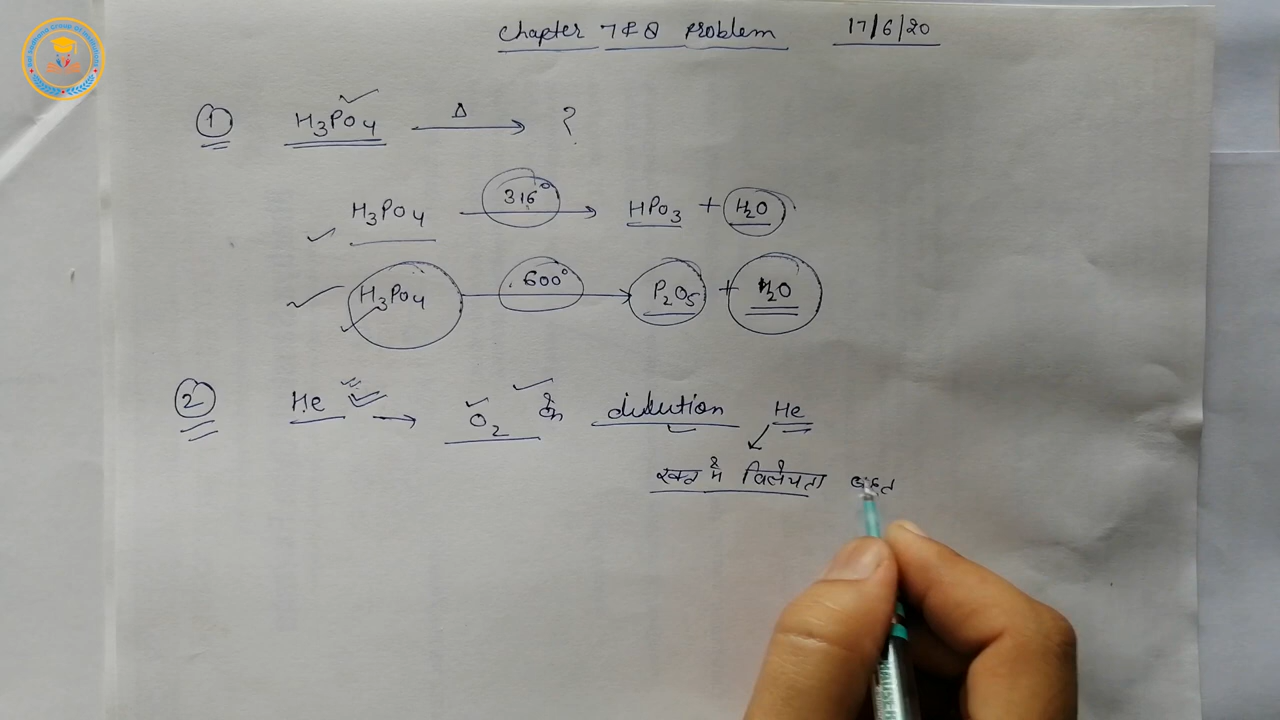 Chapter 7 & 8 Problem 17/6/20
1 H3PO4 Δ ?
H3PO4 316° HPO3 + H2O
H3PO4 600° P2O5 + H2O
2 He O2 के dilution He
रक्त में विलेयता बहुत